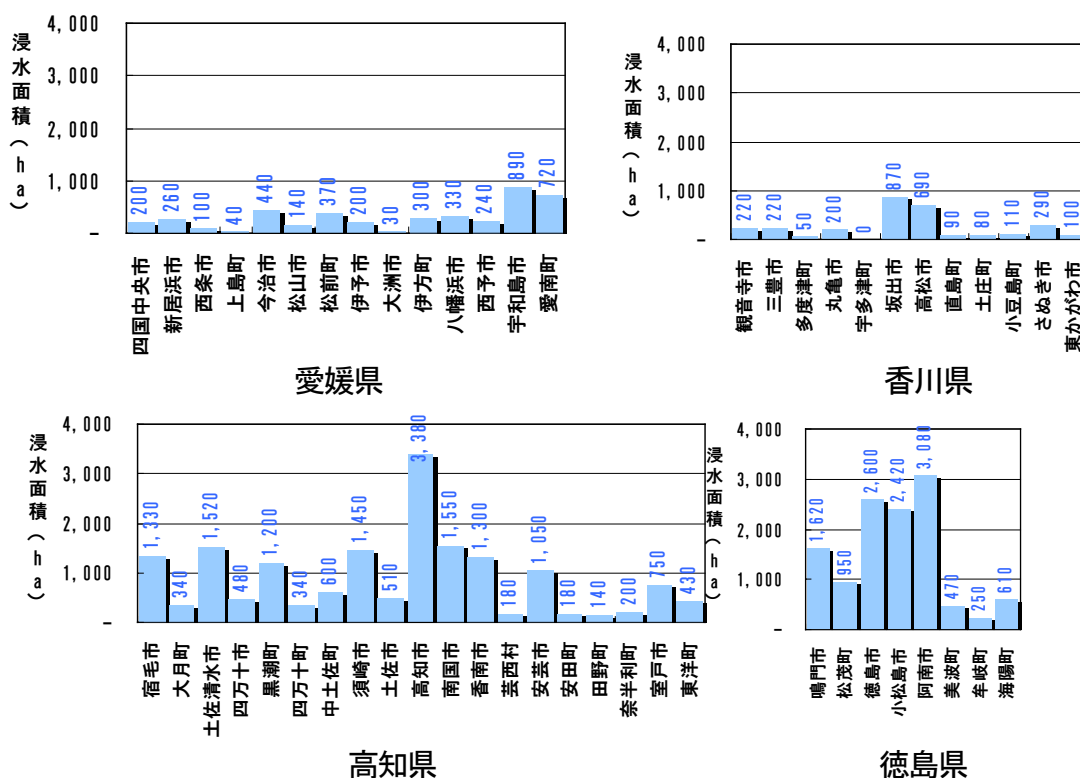 浸水面積(ha)
4,000
3,000
2,000
1,000
-
200
260
100
40
440
140
370
200
30
300
330
240
890
720
四国中央市
新居浜市
西条市
上島町
今治市
松山市
松前町
伊予市
大洲市
伊方町
八幡浜市
西予市
宇和島市
愛南町
愛媛県
浸水面積(ha)
4,000
3,000
2,000
1,000
-
220
220
50
200
0
870
690
90
80
110
290
100
観音寺市
三豊市
多度津町
丸亀市
宇多津町
坂出市
高松市
直島町
土庄町
小豆島町
さぬき市
東かがわ市
香川県
浸水面積(ha)
4,000
3,000
2,000
1,000
-
1,330
340
1,520
480
1,200
340
600
1,450
510
3,380
1,550
1,300
180
1,050
180
140
200
750
430
宿毛市
大月町
土佐清水市
四万十市
黒潮町
四万十町
中土佐町
須崎市
土佐市
高知市
南国市
香南市
芸西村
安芸市
安田町
田野町
奈半利町
室戸市
東洋町
高知県
浸水面積(ha)
4,000
3,000
2,000
1,000
-
1,620
950
2,600
2,420
3,080
470
250
610
鳴門市
松茂町
徳島市
小松島市
阿南市
美波町
牟岐町
海陽町
徳島県